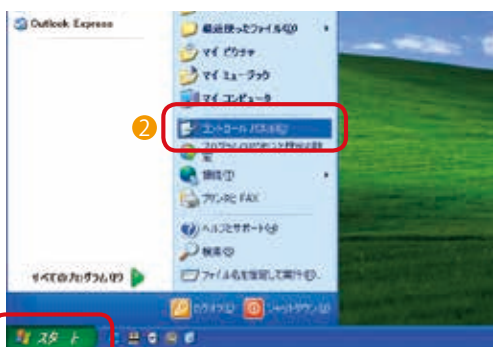 Outlook Express
最近使ったファイル(D)
マイ ピクチャ
マイ ミュージック
マイ コンピュータ
2
コントロール パネル(C)
接続(T)
プリンタと FAX
ヘルプとサポート(H)
検索(S)
ファイル名を指定して実行(R)...
すべてのプログラム(P)
ログオフ(L)
シャットダウン(U)
スタート